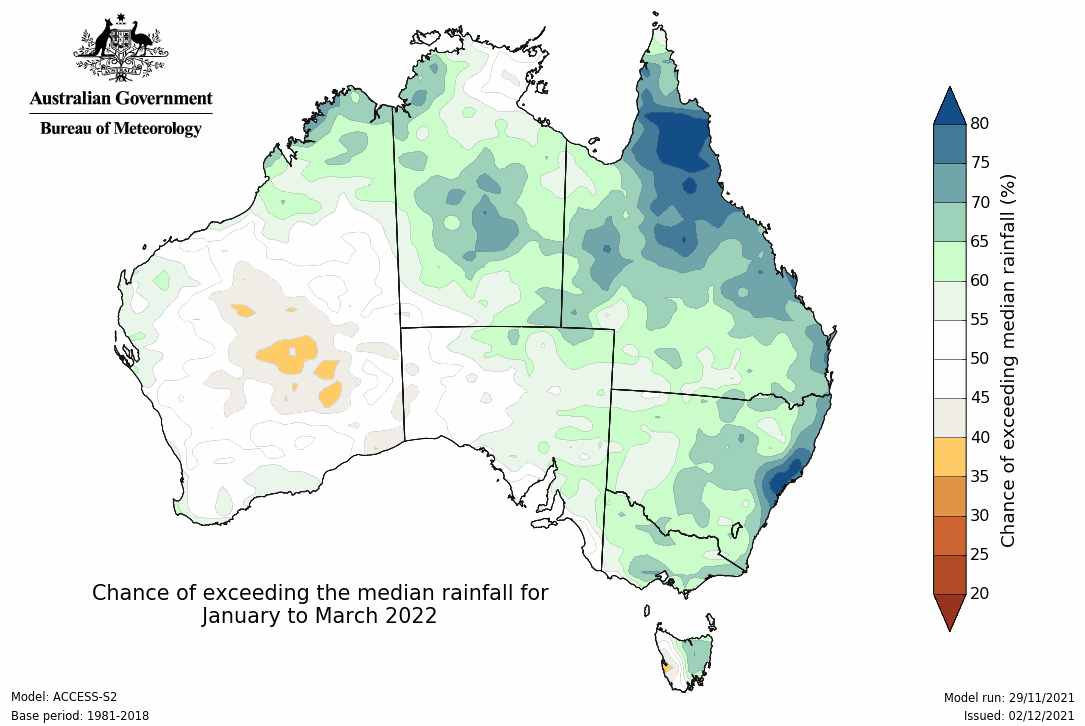 AUSTRALIA
Australian Government
Bureau of Meteorology
80
75
70
65
60
55
50
45
40
35
30
25
20
Chance of exceeding median rainfall (%)
Chance of exceeding the median rainfall for
January to March 2022
Model: ACCESS-S2
Base period: 1981-2018
Model run: 29/11/2021
Issued: 02/12/2021